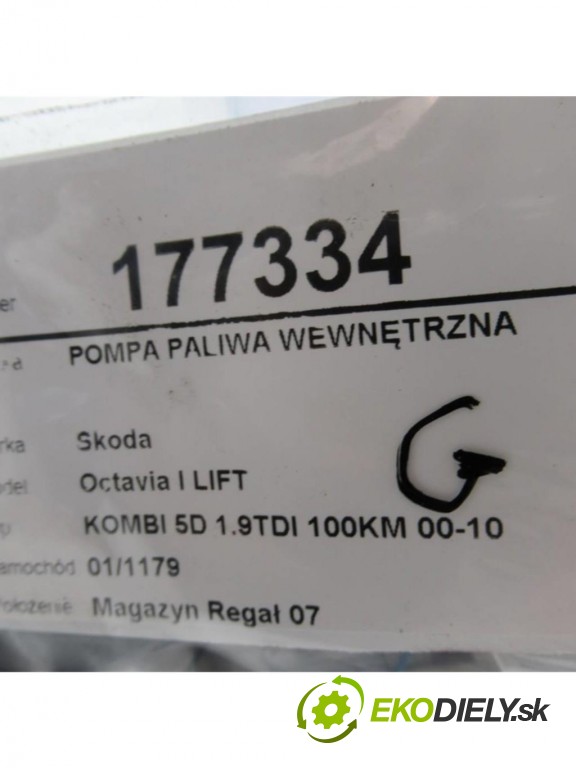 177334
POMPA PALIWA WEWNĘTRZNA
Skoda
Octavia I LIFT
G
KOMBI 5D 1.9TDI 100KM 00-10
01/1179
Magazyn Regał 07
EKODIELY.sk